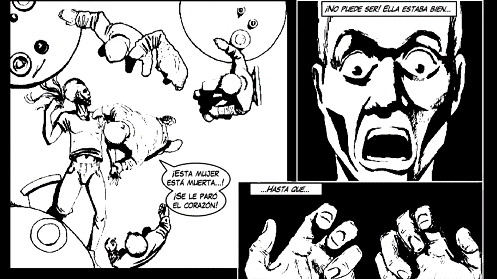 ¡ESTA MUJER
ESTÁ MUERTA...!
¡SE LE PARÓ
EL CORAZÓN!
¡NO PUEDE SER! ELLA ESTABA BIEN...
...HASTA QUE...